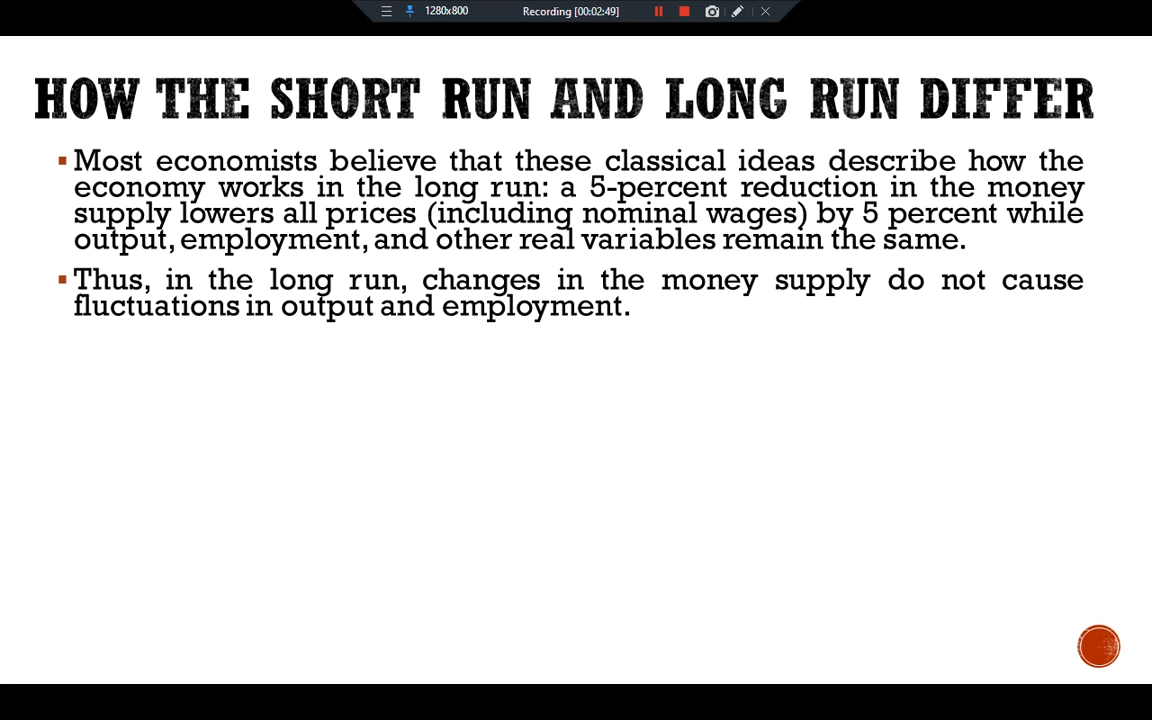 1280x800
Recording [00:02:49]
HOW THE SHORT RUN AND LONG RUN DIFFER
▪ Most economists believe that these classical ideas describe how the
economy works in the long run: a 5-percent reduction in the money
supply lowers all prices (including nominal wages) by 5 percent while
output, employment, and other real variables remain the same.
▪ Thus, in the long run, changes in the money supply do not cause
fluctuations in output and employment.